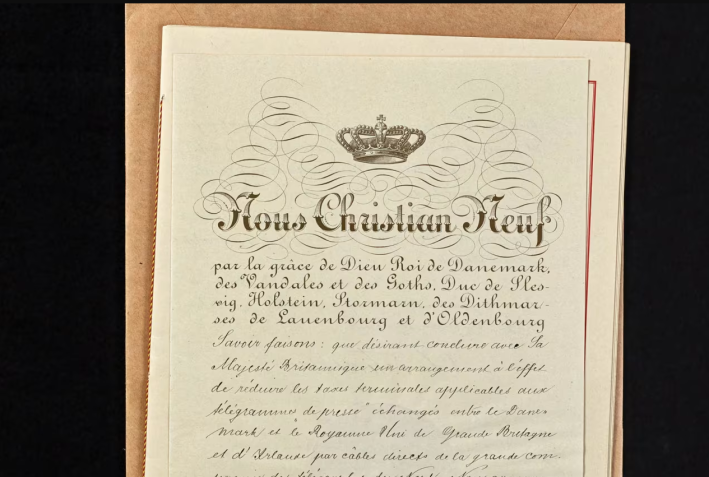 Nous Christian Neuf
par la grâce de Dieu Roi de Danemark,
des Vandales et des Goths, Duc de Sles-
vig, Holstein, Stormarn, des Dithmar-
ses de Lauenbourg et d'Oldenbourg
Savoir faisons: que désirant conclure avec Sa
Majesté Britannique un arrangement à l'effet
de réduire les taxes terminales applicables aux
télégrammes de presse échangés entre le Dane-
mark et le Royaume Uni de Grande Bretagne
et d'Irlande par câbles directs de la grande com-